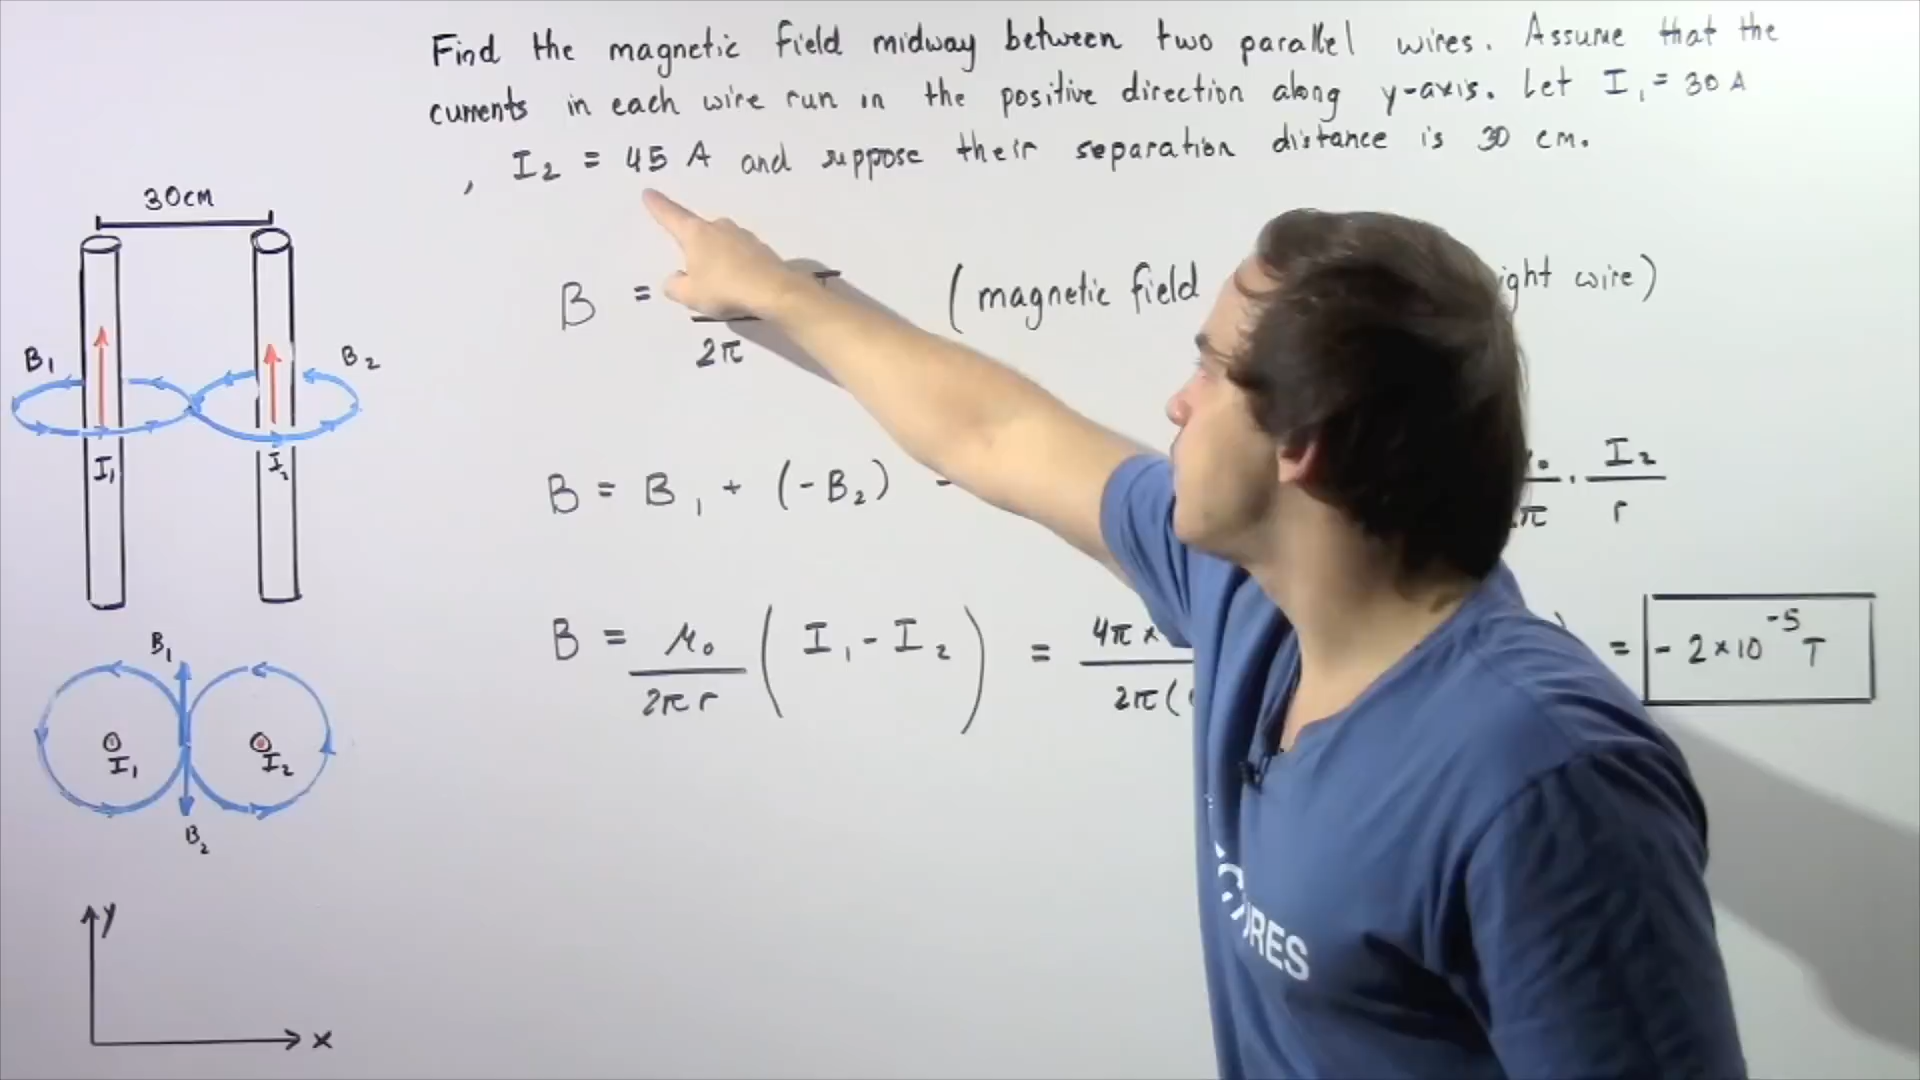 Find the magnetic field midway between two parallel wires. Assume that the
currents in each wire run in the positive direction along y-axis. Let I₁ = 30 A
, I₂ = 45 A and suppose their separation distance is 30 cm.
30cm
B₁
B₂
I₁
I₂
B =
2π
(magnetic field
wire)
B = B₁ + (-B₂)
I₂
r
B = μ₀ / 2πr ( I₁ - I₂ ) = 4π ×
2π (
= -2×10⁻⁵ T
B₁
I₁
I₂
B₂
y
x